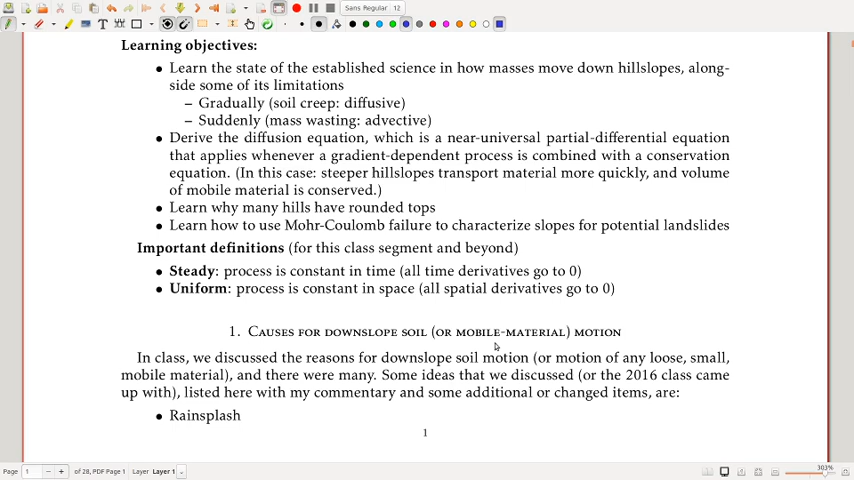 Sans Regular 12
Learning objectives:
• Learn the state of the established science in how masses move down hillslopes, along-
side some of its limitations
– Gradually (soil creep: diffusive)
– Suddenly (mass wasting: advective)
• Derive the diffusion equation, which is a near-universal partial-differential equation
that applies whenever a gradient-dependent process is combined with a conservation
equation. (In this case: steeper hillslopes transport material more quickly, and volume
of mobile material is conserved.)
• Learn why many hills have rounded tops
• Learn how to use Mohr-Coulomb failure to characterize slopes for potential landslides
Important definitions (for this class segment and beyond)
• Steady: process is constant in time (all time derivatives go to 0)
• Uniform: process is constant in space (all spatial derivatives go to 0)
1. Causes for downslope soil (or mobile-material) motion
In class, we discussed the reasons for downslope soil motion (or motion of any loose, small,
mobile material), and there were many. Some ideas that we discussed (or the 2016 class came
up with), listed here with my commentary and some additional or changed items, are:
• Rainsplash
1
Page 1 − + of 28, PDF Page 1 Layer Layer 1 303%